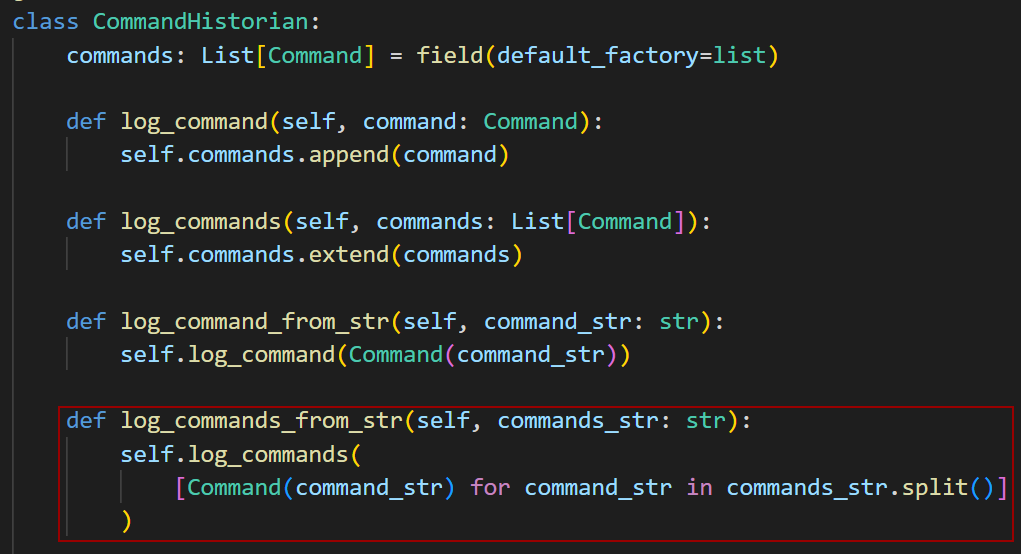 class CommandHistorian:
    commands: List[Command] = field(default_factory=list)

    def log_command(self, command: Command):
        self.commands.append(command)

    def log_commands(self, commands: List[Command]):
        self.commands.extend(commands)

    def log_command_from_str(self, command_str: str):
        self.log_command(Command(command_str))

    def log_commands_from_str(self, commands_str: str):
        self.log_commands(
            [Command(command_str) for command_str in commands_str.split()]
        )